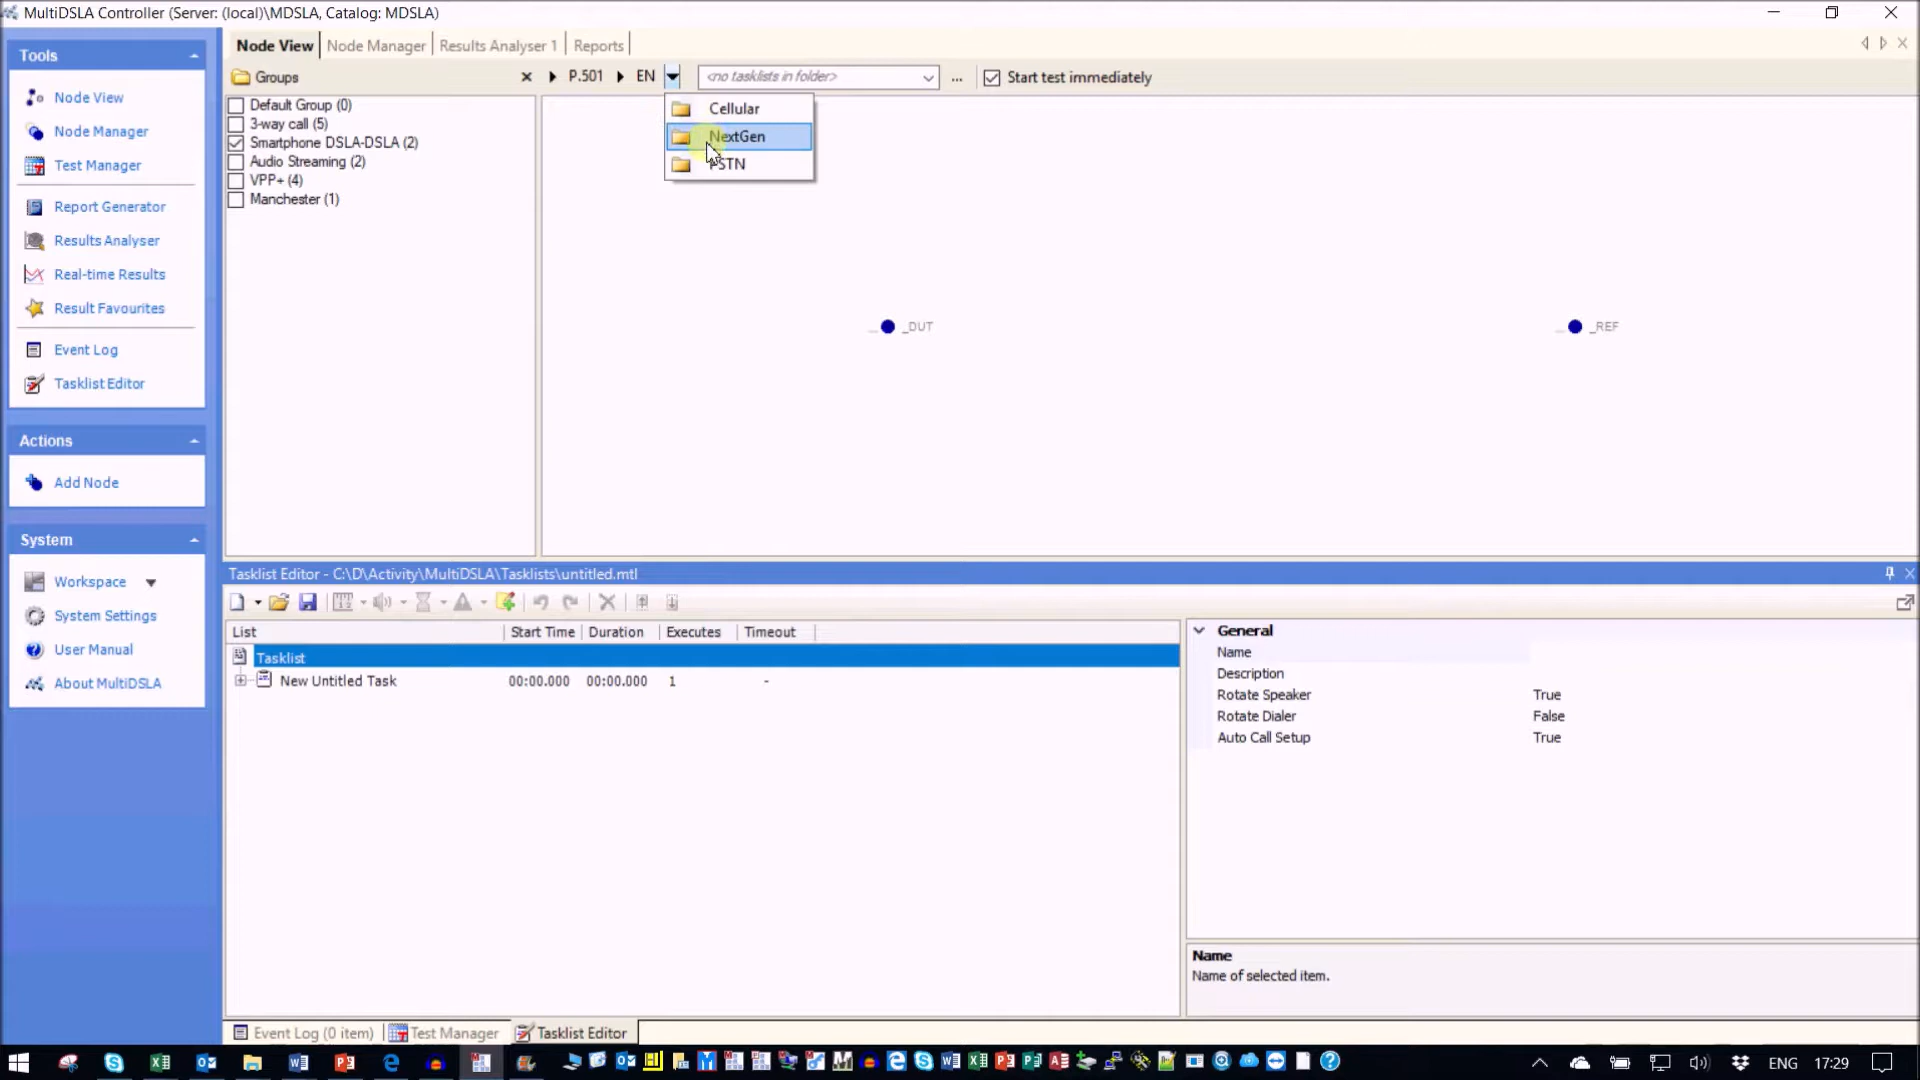 MultiDSLA Controller (Server: (local)\MDSLA, Catalog: MDSLA)
Tools
Node View
Node Manager
Test Manager
Report Generator
Results Analyser
Real-time Results
Result Favourites
Event Log
Tasklist Editor
Actions
Add Node
System
Workspace
System Settings
User Manual
About MultiDSLA
Node View Node Manager Results Analyser 1 Reports
Groups
P.501 EN <no tasklists in folder> ... Start test immediately
Default Group (0)
3-way call (5)
Smartphone DSLA-DSLA (2)
Audio Streaming (2)
VPP+ (4)
Manchester (1)
Cellular
NextGen
PSTN
_DUT
_REF
Tasklist Editor - C:\D\Activity\MultiDSLA\Tasklists\untitled.mtl
List Start Time Duration Executes Timeout
Tasklist
New Untitled Task 00:00.000 00:00.000 1 -
General
Name
Description
Rotate Speaker True
Rotate Dialer False
Auto Call Setup True
Name
Name of selected item.
Event Log (0 item) Test Manager Tasklist Editor
ENG 17:29